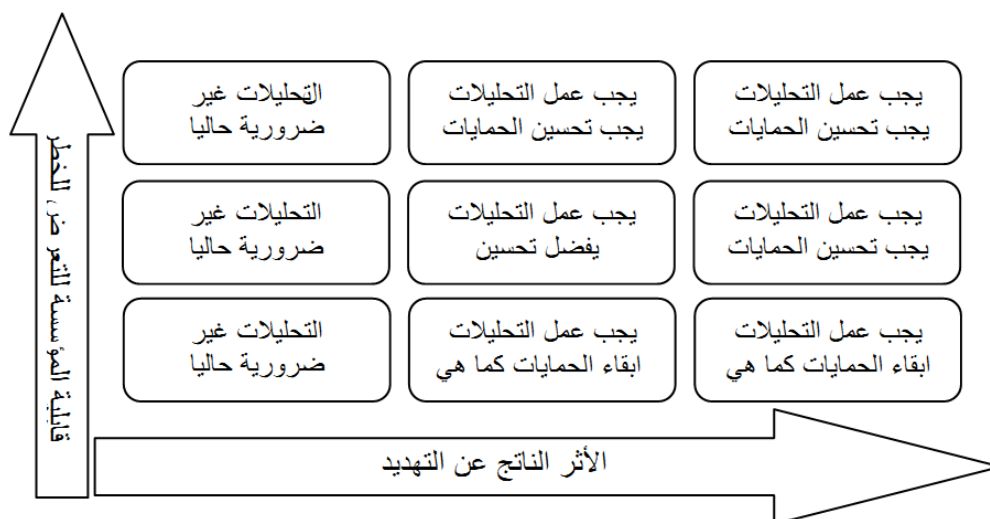 يجب عمل التحليلات
يجب تحسين الحمايات
يجب عمل التحليلات
يجب تحسين الحمايات
التحليلات غير
ضرورية حاليا
يجب عمل التحليلات
يجب تحسين الحمايات
يجب عمل التحليلات
يفضل تحسين
التحليلات غير
ضرورية حاليا
يجب عمل التحليلات
ابقاء الحمايات كما هي
يجب عمل التحليلات
ابقاء الحمايات كما هي
التحليلات غير
ضرورية حاليا
قابلية المؤسسة للتعرض للخطر
الأثر الناتج عن التهديد